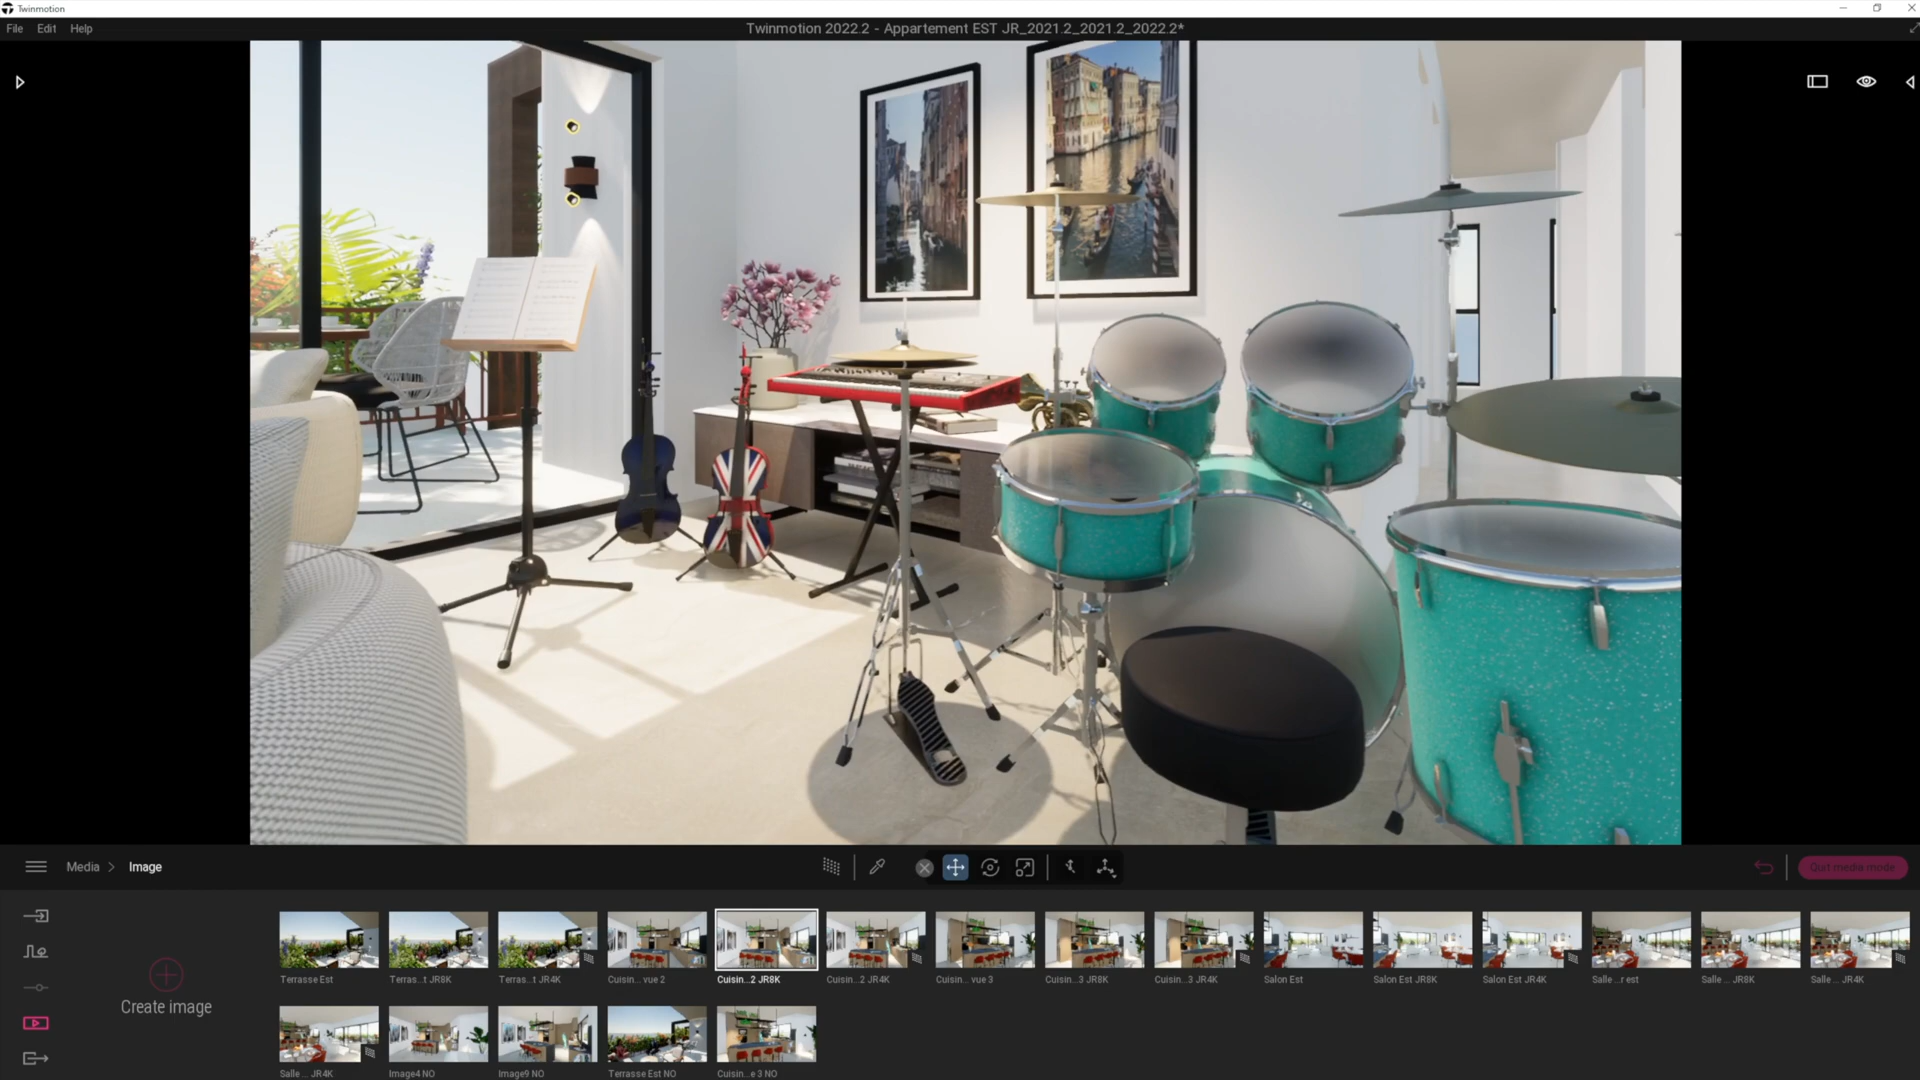 Twinmotion
File Edit Help
Twinmotion 2022.2 - Appartement EST JR_2021.2_2021.2_2022.2*
Media > Image
Quit media mode
Create image
Terrasse Est
Terras...t JR8K
Terras...t JR4K
Cuisin... vue 2
Cuisin...2 JR8K
Cuisin...2 JR4K
Cuisin... vue 3
Cuisin...3 JR8K
Cuisin...3 JR4K
Salon Est
Salon Est JR8K
Salon Est JR4K
Salle ...r est
Salle ... JR8K
Salle ... JR4K
Salle ... JR4K
Image4 NO
Image9 NO
Terrasse Est NO
Cuisin...e 3 NO